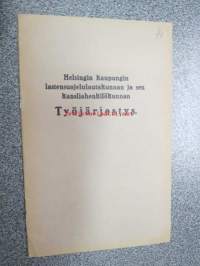 Helsingin kaupungin
lastensuojelulautakunnan ja sen
kansliahenkilökunnan
Työjärjestys.